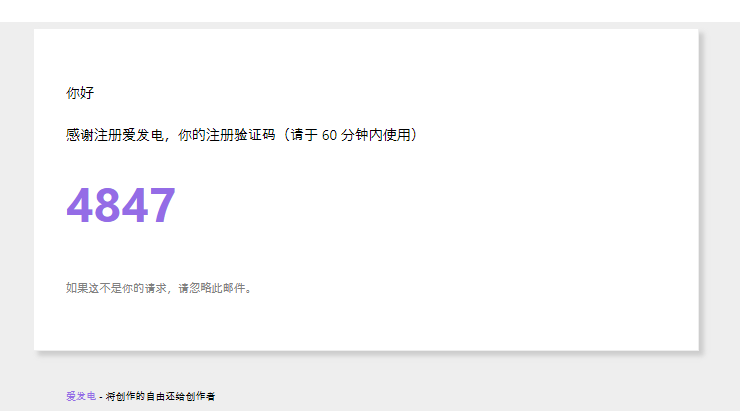 你好
感谢注册爱发电，你的注册验证码（请于 60 分钟内使用）
4847
如果这不是你的请求，请忽略此邮件。
爱发电 - 将创作的自由还给创作者